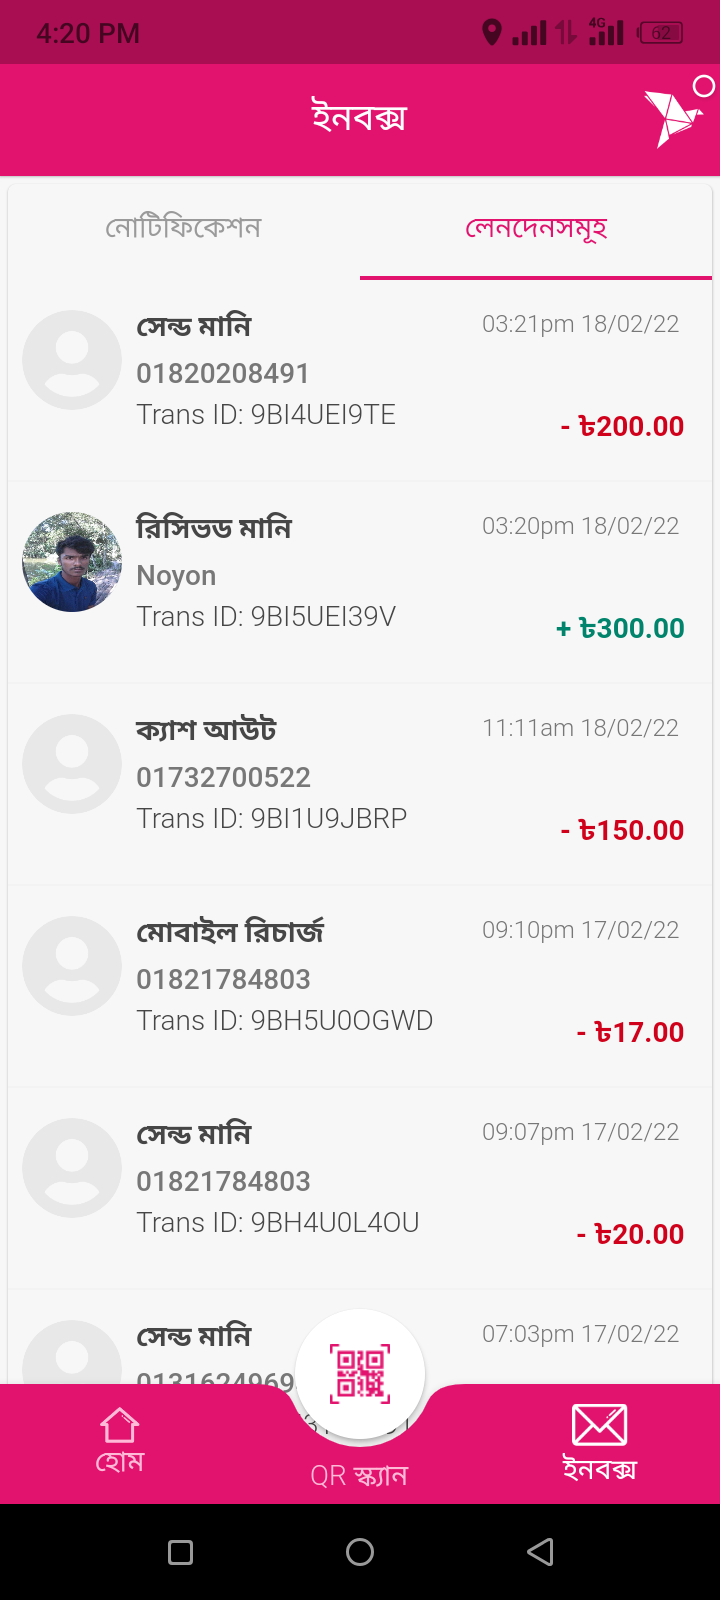 4:20 PM
4G
62
ইনবক্স
নোটিফিকেশন
লেনদেনসমূহ
সেন্ড মানি
03:21pm 18/02/22
01820208491
Trans ID: 9BI4UEI9TE
- ৳200.00
রিসিভড মানি
03:20pm 18/02/22
Noyon
Trans ID: 9BI5UEI39V
+ ৳300.00
ক্যাশ আউট
11:11am 18/02/22
01732700522
Trans ID: 9BI1U9JBRP
- ৳150.00
মোবাইল রিচার্জ
09:10pm 17/02/22
01821784803
Trans ID: 9BH5U0OGWD
- ৳17.00
সেন্ড মানি
09:07pm 17/02/22
01821784803
Trans ID: 9BH4U0L4OU
- ৳20.00
সেন্ড মানি
07:03pm 17/02/22
হোম
QR স্ক্যান
ইনবক্স